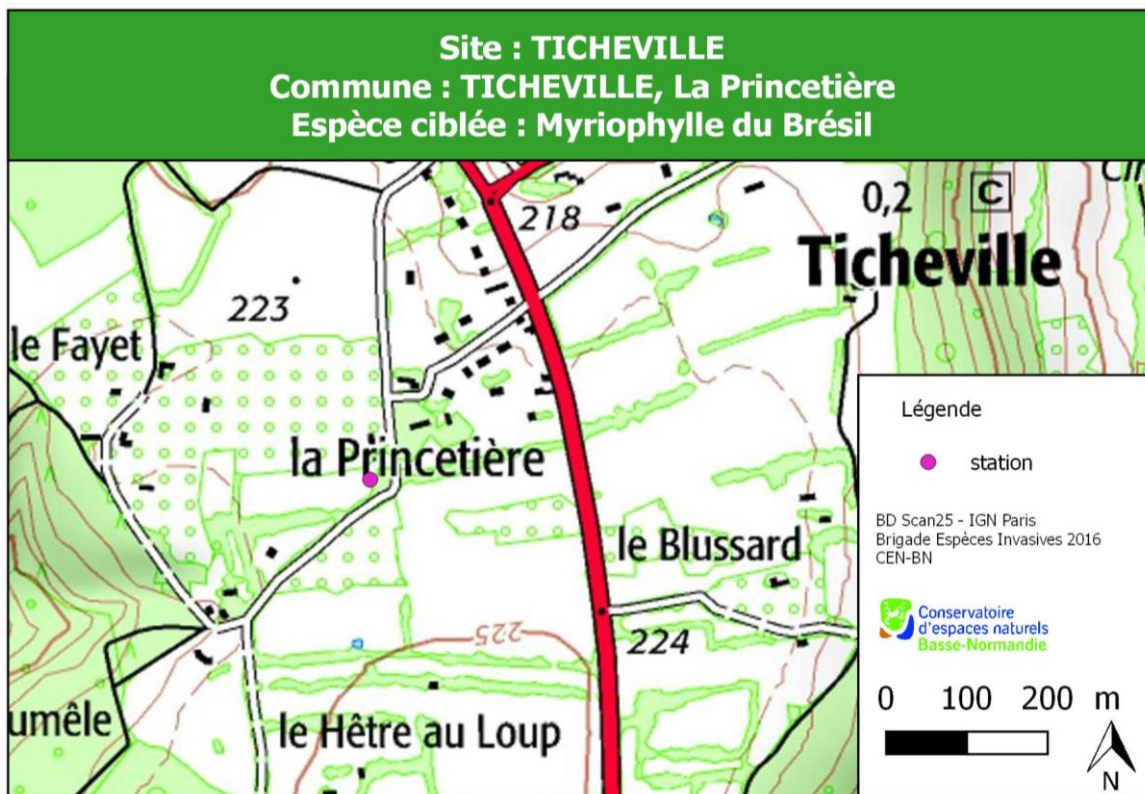 Site : TICHEVILLE
Commune : TICHEVILLE, La Princetière
Espèce ciblée : Myriophylle du Brésil
0,2
C
218
Ticheville
223
le Fayet
la Princetière
le Blussard
225
224
umêle
le Hêtre au Loup
Légende
station
BD Scan25 - IGN Paris
Brigade Espèces Invasives 2016
CEN-BN
Conservatoire
d'espaces naturels
Basse-Normandie
0 100 200 m
N